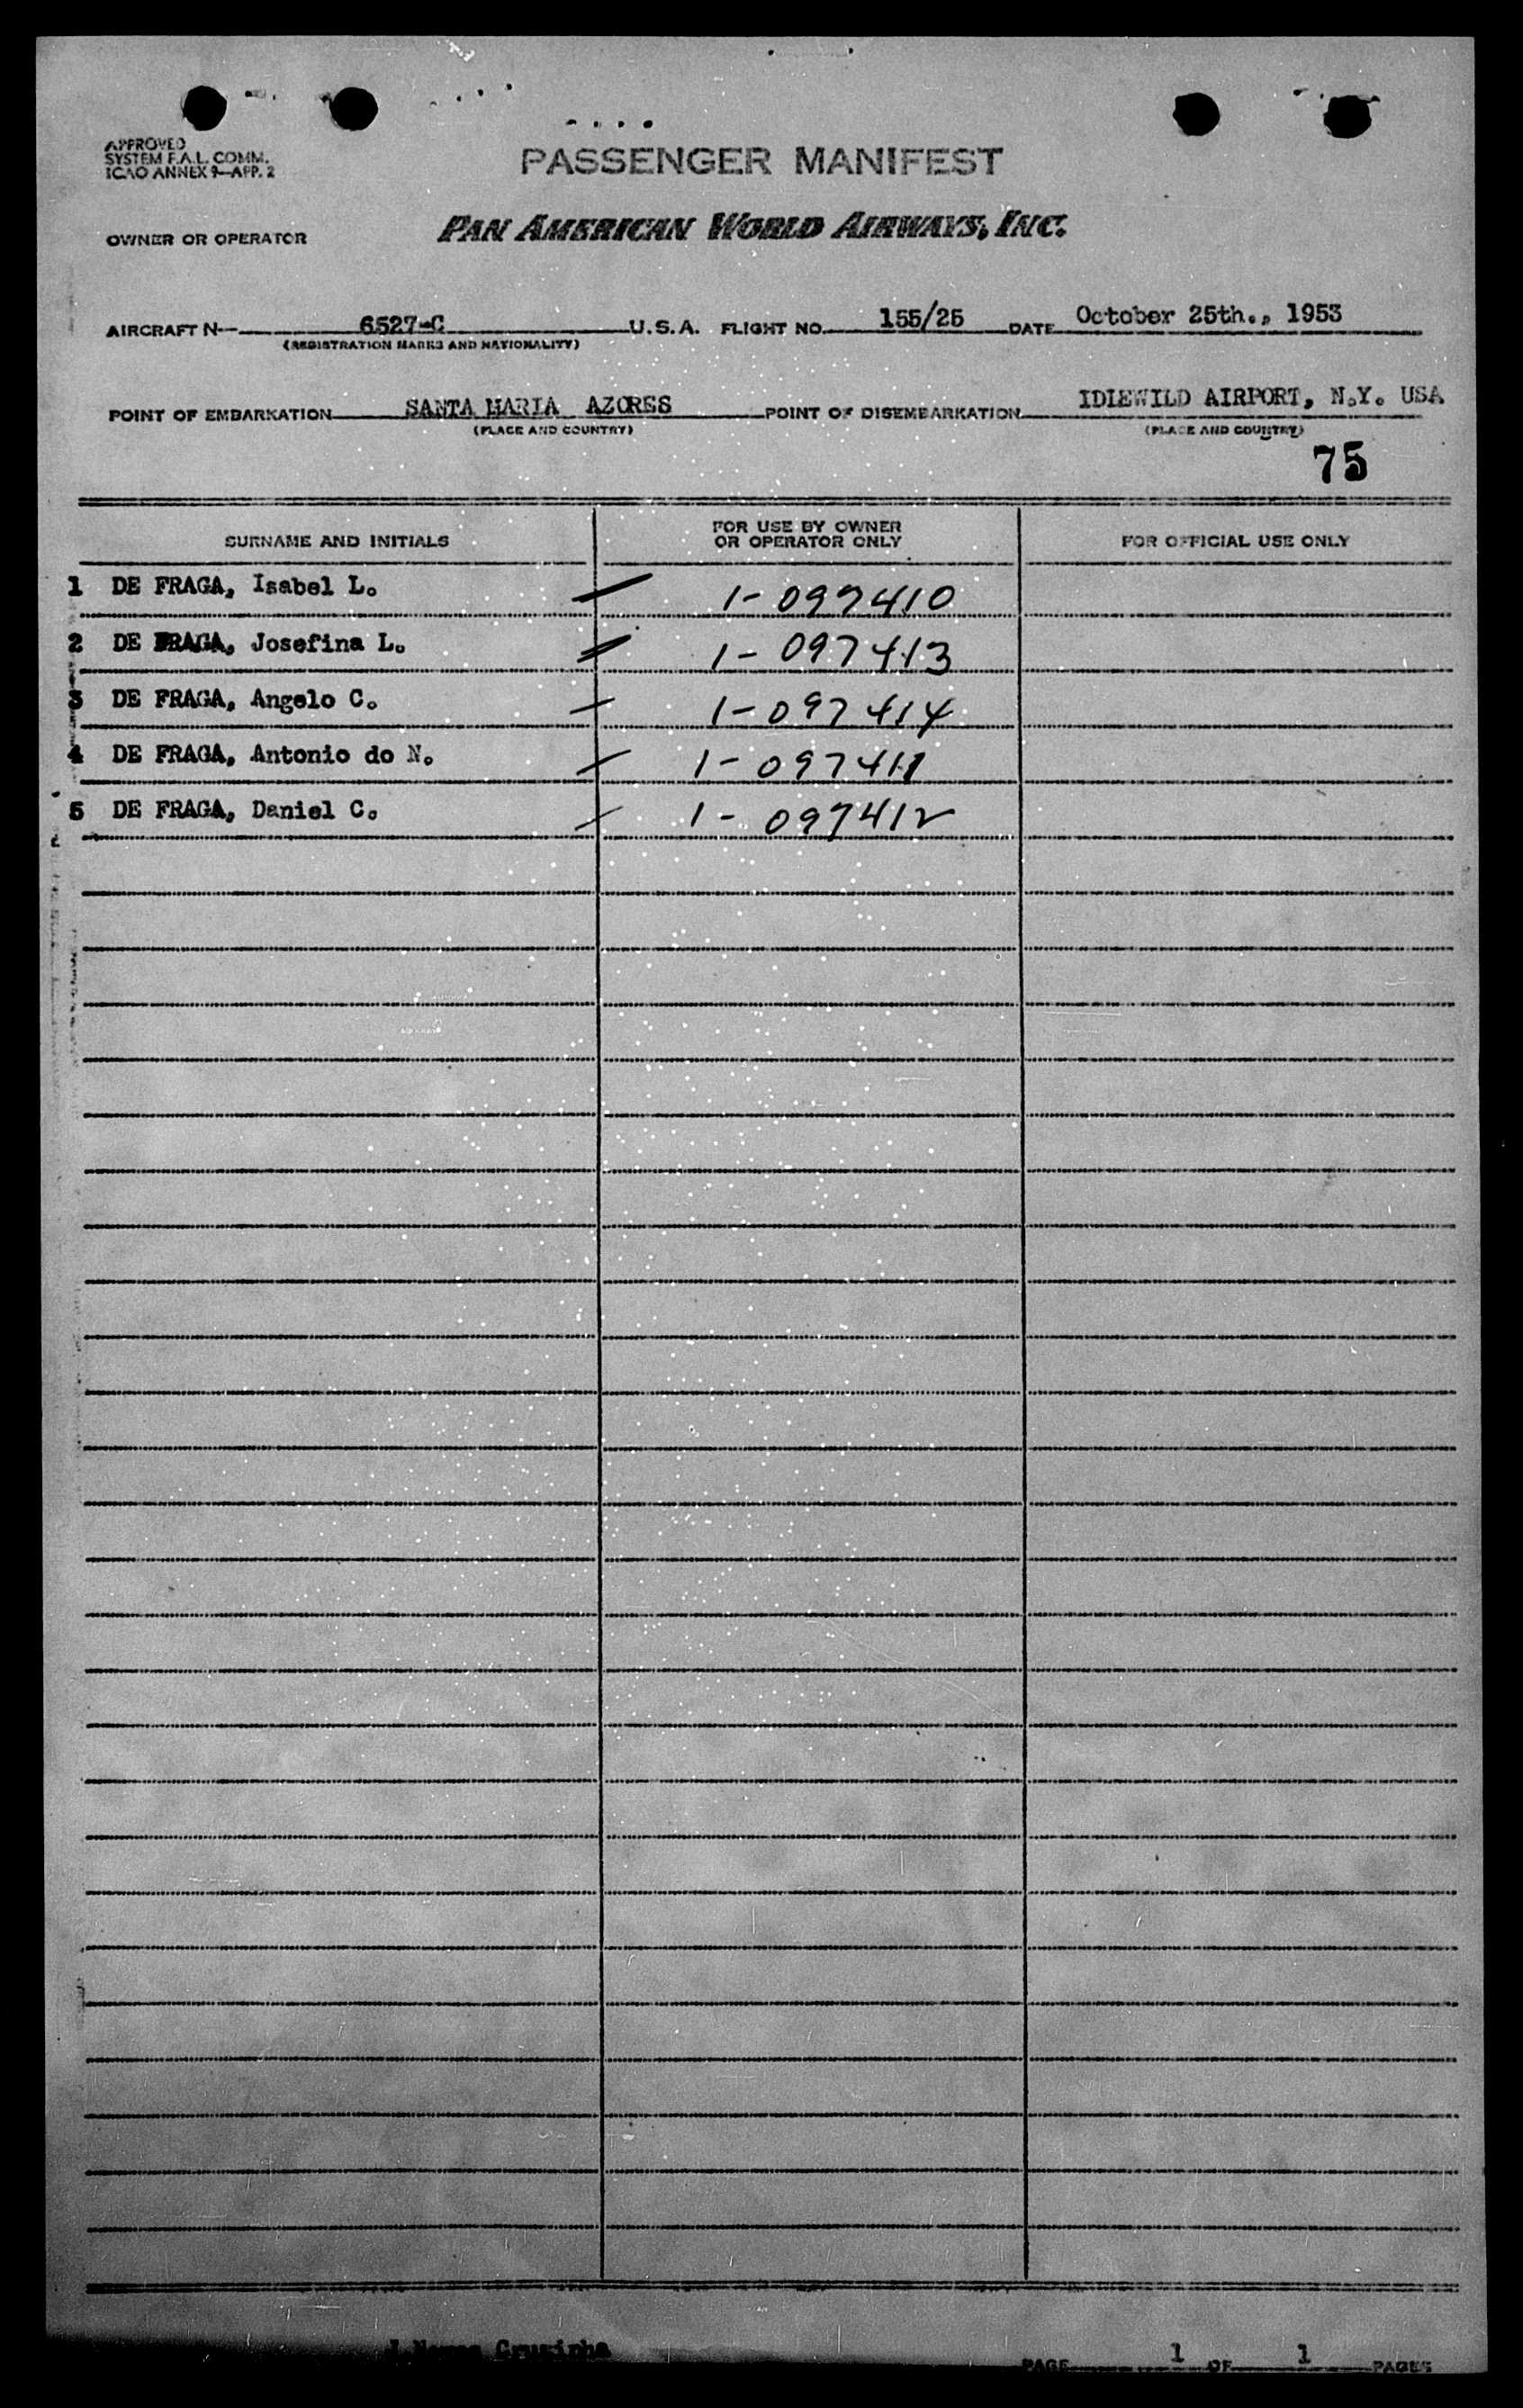 APPROVED
SYSTEM F.A.L. COMM.
ICAO ANNEX 9—APP. 2
PASSENGER MANIFEST
OWNER OR OPERATOR PAN AMERICAN WORLD AIRWAYS, INC.
AIRCRAFT N— 6527-C U.S.A. FLIGHT NO. 155/25 DATE October 25th., 1953
(REGISTRATION MARKS AND NATIONALITY)
POINT OF EMBARKATION SANTA MARIA AZORES POINT OF DISEMBARKATION IDLEWILD AIRPORT, N.Y. USA
(PLACE AND COUNTRY) (PLACE AND COUNTRY)
75
SURNAME AND INITIALS FOR USE BY OWNER OR OPERATOR ONLY FOR OFFICIAL USE ONLY
1 DE FRAGA, Isabel L. 1-097410
2 DE FRAGA, Josefina L. 1-097413
3 DE FRAGA, Angelo C. 1-097414
4 DE FRAGA, Antonio do N. 1-097411
5 DE FRAGA, Daniel C. 1-097412
PAGE 1 OF 1 PAGES